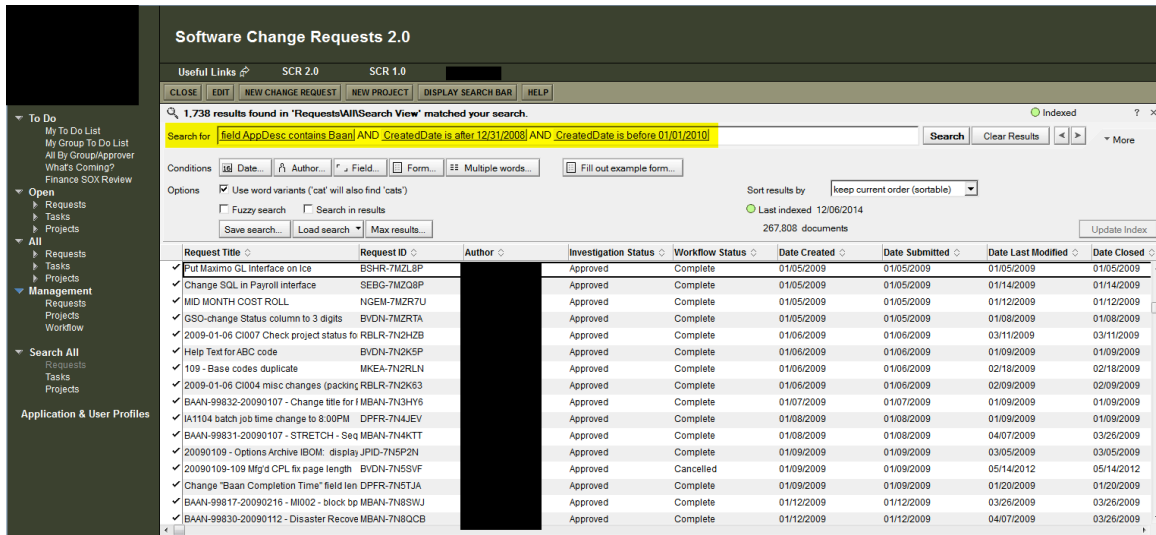 Software Change Requests 2.0
Useful Links SCR 2.0 SCR 1.0
CLOSE EDIT NEW CHANGE REQUEST NEW PROJECT DISPLAY SEARCH BAR HELP
To Do
My To Do List
My Group To Do List
All By Group/Approver
What's Coming?
Finance SOX Review
Open
Requests
Tasks
Projects
All
Requests
Tasks
Projects
Management
Requests
Projects
Workflow
Search All
Requests
Tasks
Projects
Application & User Profiles
1,738 results found in 'Requests\All\Search View' matched your search. Indexed ? ×
Search for field AppDesc contains Baan AND CreatedDate is after 12/31/2008 AND CreatedDate is before 01/01/2010 Search Clear Results < > More
Conditions 16 Date... Author... Field... Form... Multiple words... Fill out example form...
Options Use word variants ('cat' will also find 'cats') Sort results by keep current order (sortable)
Fuzzy search Search in results Last indexed 12/06/2014
Save search... Load search Max results... 267,808 documents Update Index
Request Title Request ID Author Investigation Status Workflow Status Date Created Date Submitted Date Last Modified Date Closed
Put Maximo GL Interface on Ice BSHR-7MZL8P Approved Complete 01/05/2009 01/05/2009 01/05/2009 01/05/2009
Change SQL in Payroll interface SEBG-7MZQ8P Approved Complete 01/05/2009 01/05/2009 01/14/2009 01/14/2009
MID MONTH COST ROLL NGEM-7MZR7U Approved Complete 01/05/2009 01/05/2009 01/12/2009 01/12/2009
GSO-change Status column to 3 digits BVDN-7MZRTA Approved Complete 01/05/2009 01/05/2009 01/08/2009 01/08/2009
2009-01-06 CI007 Check project status fo RBLR-7N2HZB Approved Complete 01/06/2009 01/06/2009 03/11/2009 03/11/2009
Help Text for ABC code BVDN-7N2K5P Approved Complete 01/06/2009 01/06/2009 01/09/2009 01/09/2009
109 - Base codes duplicate MKEA-7N2RLN Approved Complete 01/06/2009 01/06/2009 02/18/2009 02/18/2009
2009-01-06 CI004 misc changes (packing RBLR-7N2K63 Approved Complete 01/06/2009 01/06/2009 02/09/2009 02/09/2009
BAAN-99832-20090107 - Change title for I MBAN-7N3HY6 Approved Complete 01/07/2009 01/07/2009 01/09/2009 01/09/2009
IA1104 batch job time change to 8:00PM DPFR-7N4JEV Approved Complete 01/08/2009 01/08/2009 01/09/2009 01/09/2009
BAAN-99831-20090107 - STRETCH - Seq MBAN-7N4KTT Approved Complete 01/08/2009 01/08/2009 04/07/2009 03/26/2009
20090109 - Options Archive IBOM: display JPID-7N5P2N Approved Complete 01/09/2009 01/09/2009 03/05/2009 03/05/2009
20090109-109 Mfg'd CPL fix page length BVDN-7N5SVF Approved Cancelled 01/09/2009 01/09/2009 05/14/2012 05/14/2012
Change "Baan Completion Time" field len DPFR-7N5TJA Approved Complete 01/09/2009 01/09/2009 01/20/2009 01/20/2009
BAAN-99817-20090216 - MI002 - block bp MBAN-7N8SWJ Approved Complete 01/12/2009 01/12/2009 03/26/2009 03/26/2009
BAAN-99830-20090112 - Disaster Recove MBAN-7N8QCB Approved Complete 01/12/2009 01/12/2009 04/07/2009 03/26/2009